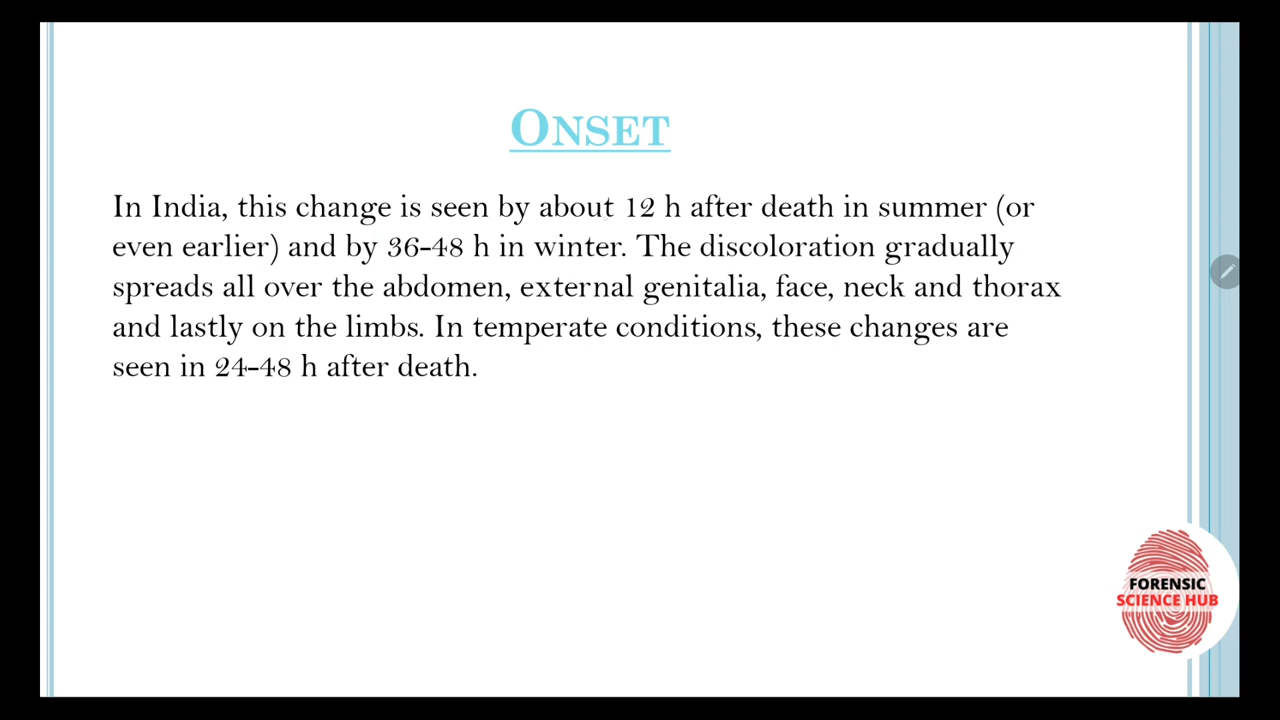 ONSET
In India, this change is seen by about 12 h after death in summer (or
even earlier) and by 36-48 h in winter. The discoloration gradually
spreads all over the abdomen, external genitalia, face, neck and thorax
and lastly on the limbs. In temperate conditions, these changes are
seen in 24-48 h after death.
FORENSIC
SCIENCE HUB